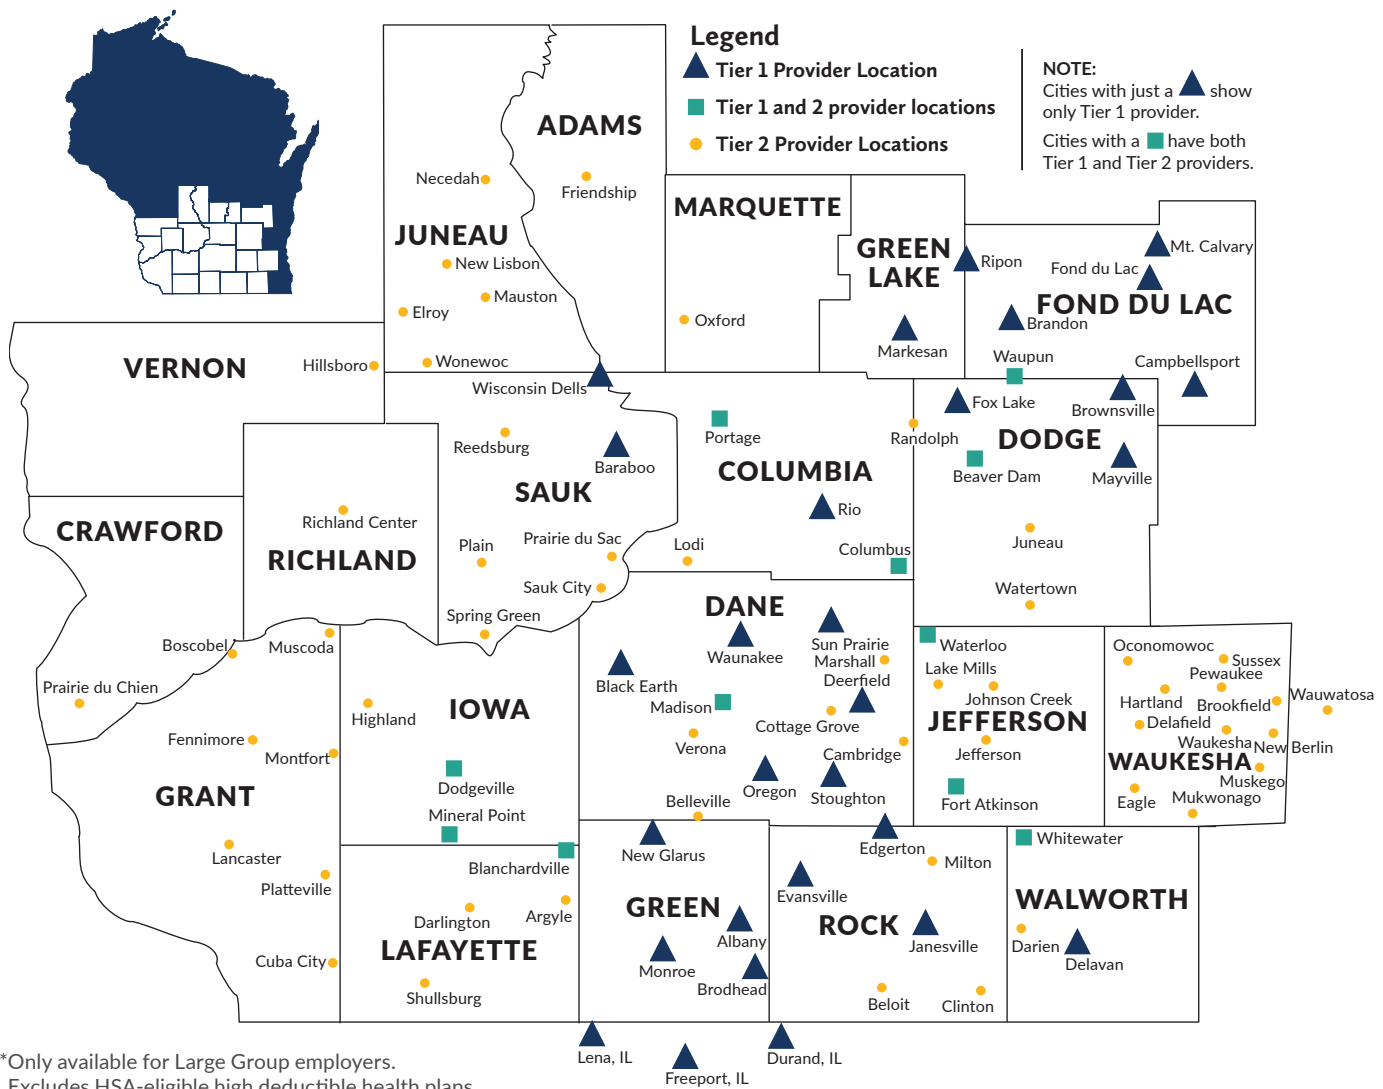 Legend
Tier 1 Provider Location
Tier 1 and 2 provider locations
Tier 2 Provider Locations
NOTE:
Cities with just a show
only Tier 1 provider.
Cities with a have both
Tier 1 and Tier 2 providers.
ADAMS
Necedah
Friendship
JUNEAU
New Lisbon
Mauston
Elroy
Wonewoc
MARQUETTE
Oxford
GREEN
LAKE
Markesan
Ripon
Mt. Calvary
Fond du Lac
FOND DU LAC
Brandon
Waupun
Campbellsport
VERNON
Hillsboro
Wisconsin Dells
Reedsburg
Baraboo
SAUK
Plain
Prairie du Sac
Sauk City
Spring Green
Portage
COLUMBIA
Rio
Columbus
Lodi
Randolph
Fox Lake
Brownsville
DODGE
Beaver Dam
Mayville
Juneau
Watertown
CRAWFORD
Richland Center
RICHLAND
Boscobel
Muscoda
Prairie du Chien
Fennimore
Montfort
GRANT
Lancaster
Platteville
Cuba City
Highland
IOWA
Dodgeville
Mineral Point
Blanchardville
Darlington
Argyle
LAFAYETTE
Shullsburg
DANE
Waunakee
Sun Prairie
Marshall
Deerfield
Black Earth
Madison
Cottage Grove
Verona
Cambridge
Oregon
Stoughton
Belleville
Waterloo
Lake Mills
Johnson Creek
JEFFERSON
Jefferson
Fort Atkinson
Oconomowoc
Sussex
Pewaukee
Hartland
Brookfield
Wauwatosa
Delafield
Waukesha
New Berlin
WAUKESHA
Muskego
Eagle
Mukwonago
New Glarus
GREEN
Albany
Monroe
Brodhead
Edgerton
Milton
Evansville
ROCK
Janesville
Beloit
Clinton
Whitewater
WALWORTH
Darien
Delavan
Lena, IL
Freeport, IL
Durand, IL
*Only available for Large Group employers.
Excludes HSA-eligible high deductible health plans